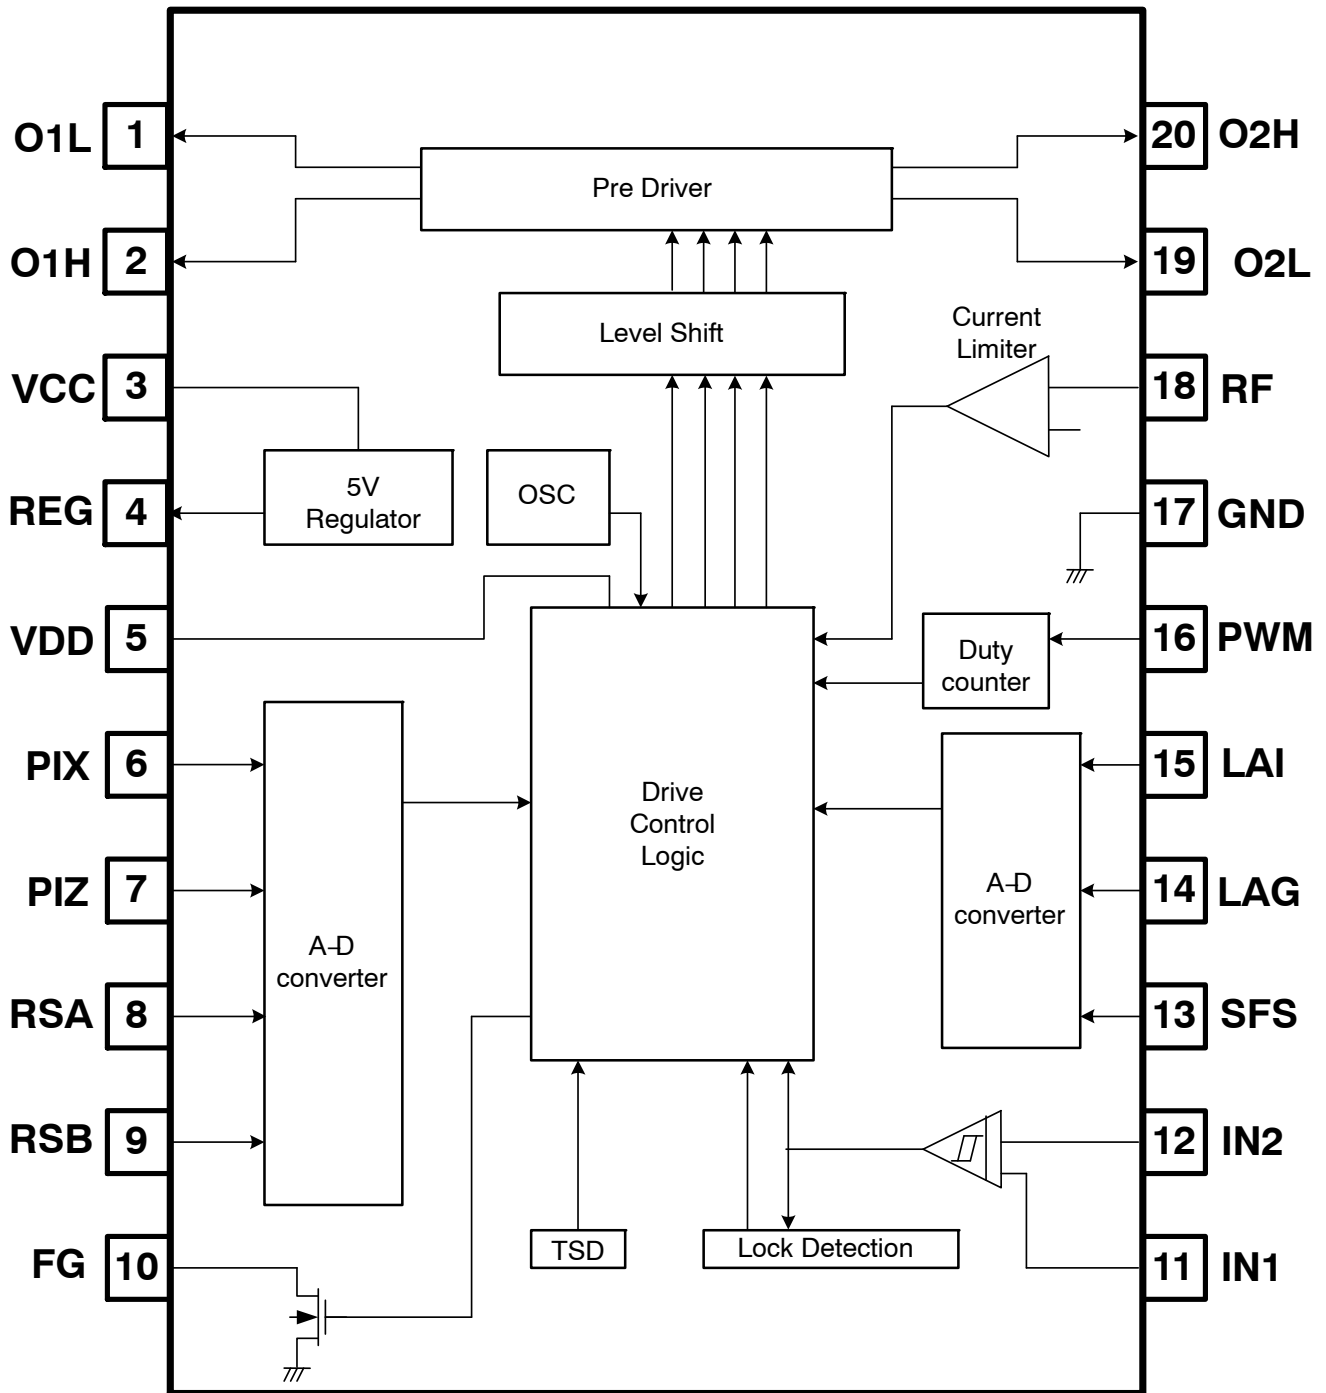 O1L 1
20 O2H
Pre Driver
O1H 2
19 O2L
Level Shift
Current
Limiter
VCC 3
18 RF
5V
Regulator
OSC
REG 4
17 GND
VDD 5
16 PWM
Duty
counter
PIX 6
15 LAI
Drive
Control
Logic
PIZ 7
14 LAG
A-D
converter
A-D
converter
RSA 8
13 SFS
RSB 9
12 IN2
TSD
Lock Detection
FG 10
11 IN1